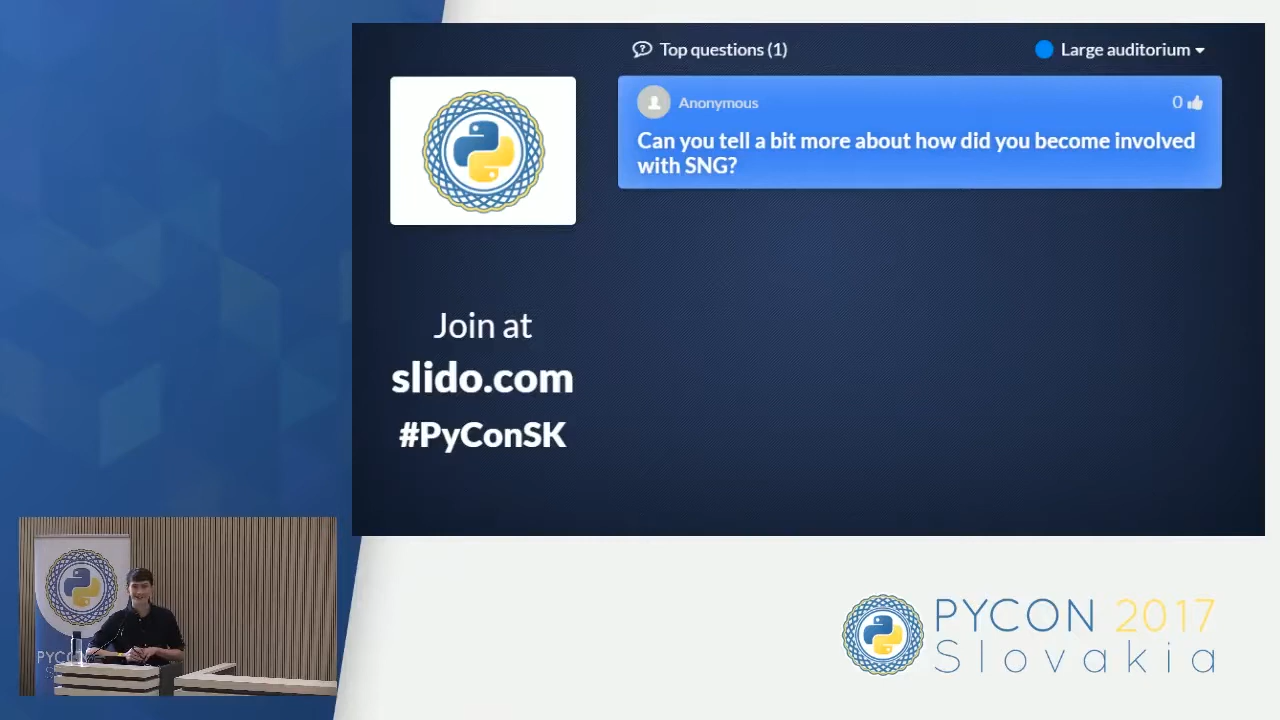 Top questions (1)
Large auditorium
Anonymous
0
Can you tell a bit more about how did you become involved
with SNG?
Join at
slido.com
#PyConSK
PYCON 2017
Slovakia